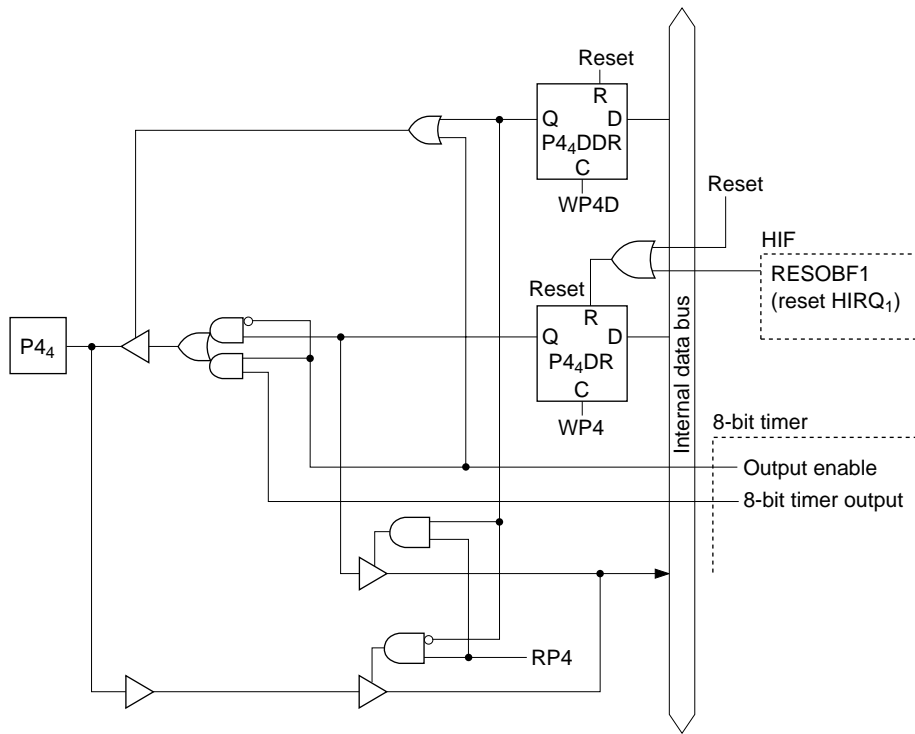 Reset
R
Q D
P4₄DDR
C
WP4D
Reset
HIF
RESOBF1
(reset HIRQ₁)
Reset
R
Q D
P4₄DR
C
WP4
P4₄
Internal data bus
8-bit timer
Output enable
8-bit timer output
RP4